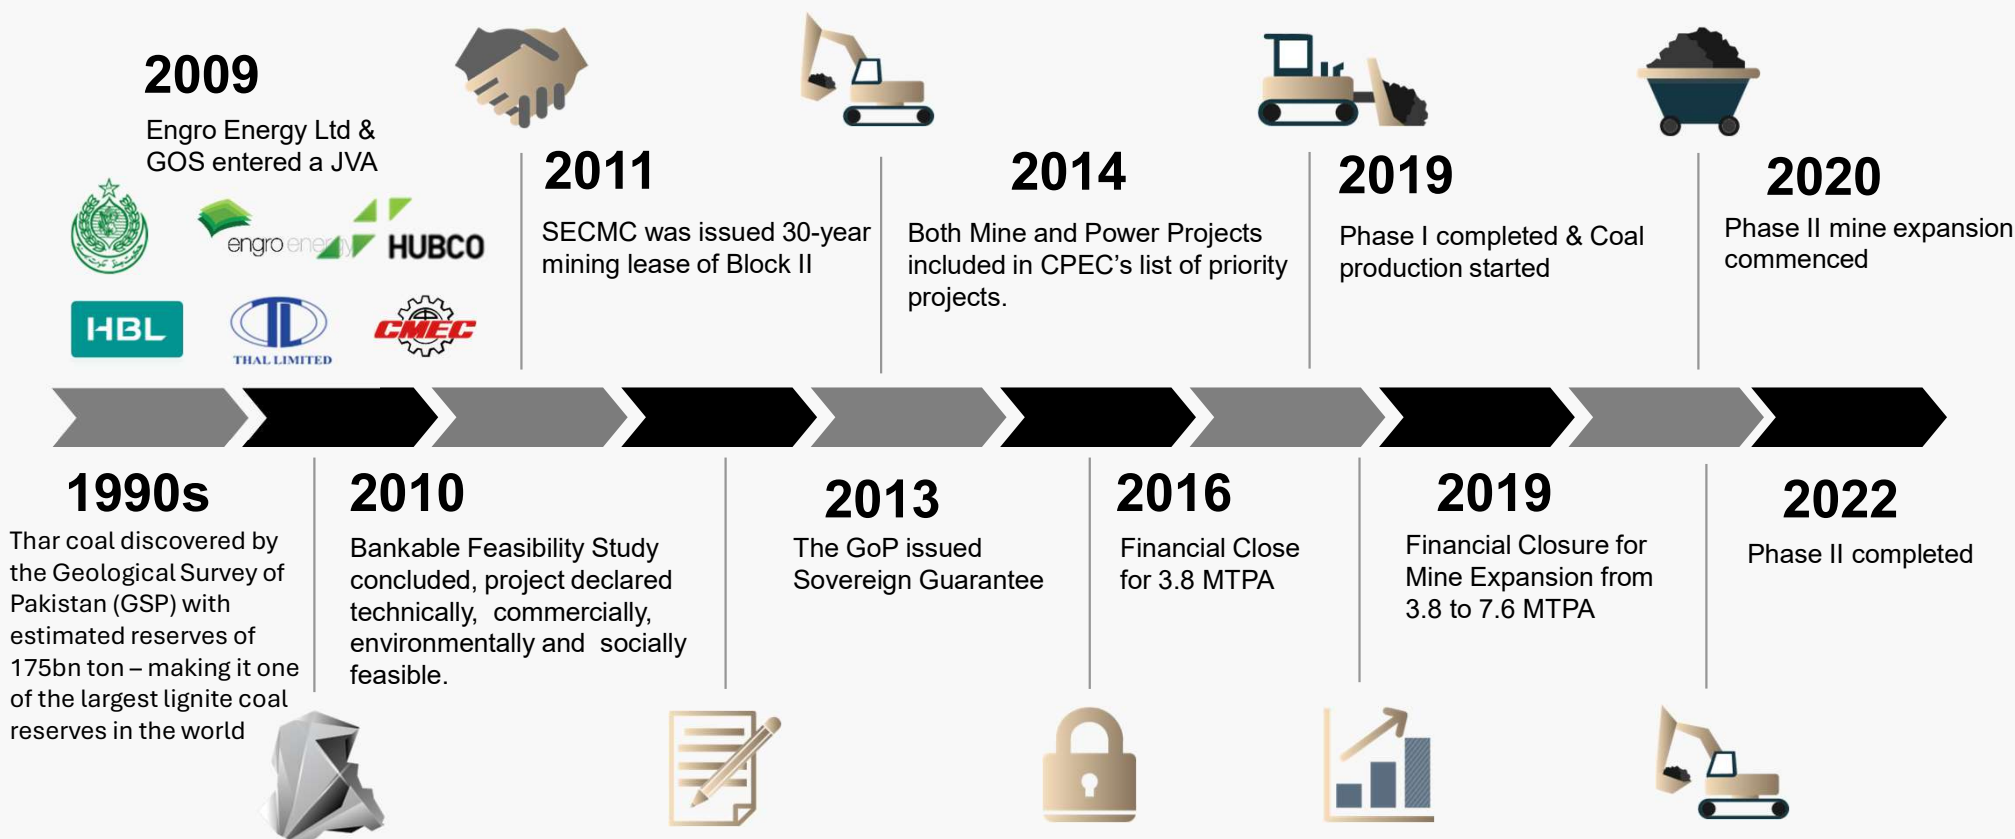 2009
Engro Energy Ltd &
GOS entered a JVA
engro energy
HUBCO
HBL
THAL LIMITED
CMEC
2011
SECMC was issued 30-year
mining lease of Block II
2014
Both Mine and Power Projects
included in CPEC’s list of priority
projects.
2019
Phase I completed & Coal
production started
2020
Phase II mine expansion
commenced
1990s
Thar coal discovered by
the Geological Survey of
Pakistan (GSP) with
estimated reserves of
175bn ton – making it one
of the largest lignite coal
reserves in the world
2010
Bankable Feasibility Study
concluded, project declared
technically, commercially,
environmentally and socially
feasible.
2013
The GoP issued
Sovereign Guarantee
2016
Financial Close
for 3.8 MTPA
2019
Financial Closure for
Mine Expansion from
3.8 to 7.6 MTPA
2022
Phase II completed